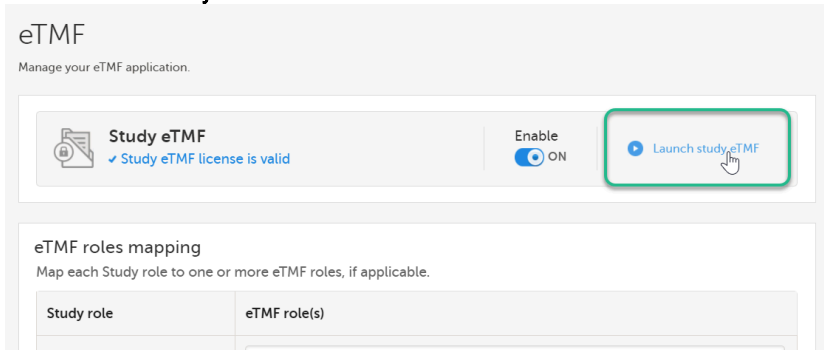 eTMF
Manage your eTMF application.
Study eTMF
✔ Study eTMF license is valid
Enable
ON
Launch study eTMF
eTMF roles mapping
Map each Study role to one or more eTMF roles, if applicable.
Study role
eTMF role(s)